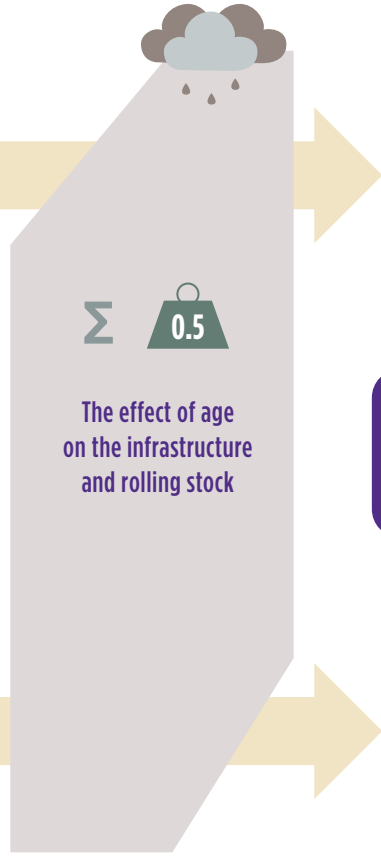 Σ 0.5
The effect of age
on the infrastructure
and rolling stock